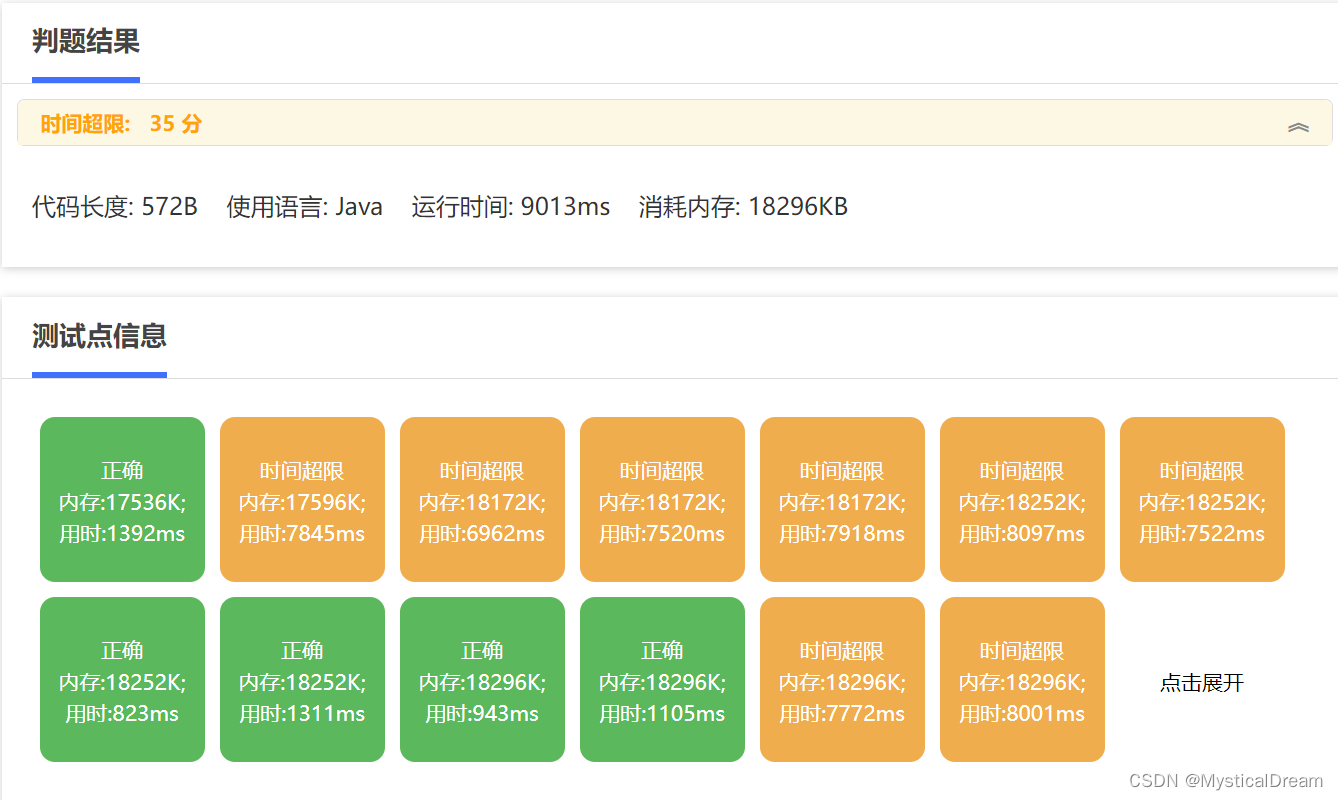 判题结果
时间超限: 35 分
代码长度: 572B 使用语言: Java 运行时间: 9013ms 消耗内存: 18296KB
测试点信息
正确
内存:17536K;
用时:1392ms
时间超限
内存:17596K;
用时:7845ms
时间超限
内存:18172K;
用时:6962ms
时间超限
内存:18172K;
用时:7520ms
时间超限
内存:18172K;
用时:7918ms
时间超限
内存:18252K;
用时:8097ms
时间超限
内存:18252K;
用时:7522ms
正确
内存:18252K;
用时:823ms
正确
内存:18252K;
用时:1311ms
正确
内存:18296K;
用时:943ms
正确
内存:18296K;
用时:1105ms
时间超限
内存:18296K;
用时:7772ms
时间超限
内存:18296K;
用时:8001ms
点击展开
CSDN @MysticalDream